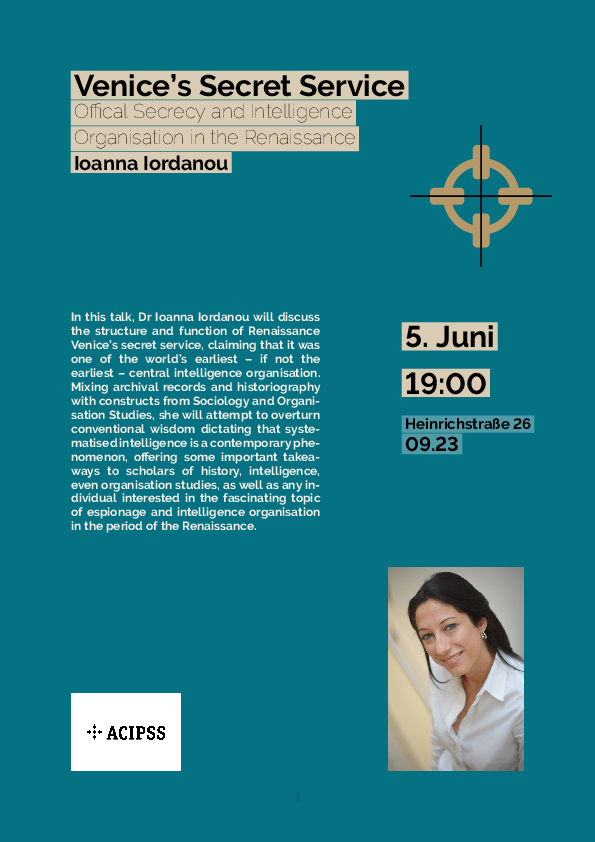 Venice's Secret Service
Offical Secrecy and Intelligence
Organisation in the Renaissance
Ioanna Iordanou
In this talk, Dr Ioanna Iordanou will discuss
the structure and function of Renaissance
Venice's secret service, claiming that it was
one of the world's earliest – if not the
earliest – central intelligence organisation.
Mixing archival records and historiography
with constructs from Sociology and Organi-
sation Studies, she will attempt to overturn
conventional wisdom dictating that syste-
matised intelligence is a contemporary phe-
nomenon, offering some important takea-
ways to scholars of history, intelligence,
even organisation studies, as well as any in-
dividual interested in the fascinating topic
of espionage and intelligence organisation
in the period of the Renaissance.
5. Juni
19:00
Heinrichstraße 26
09.23
ACIPSS
1